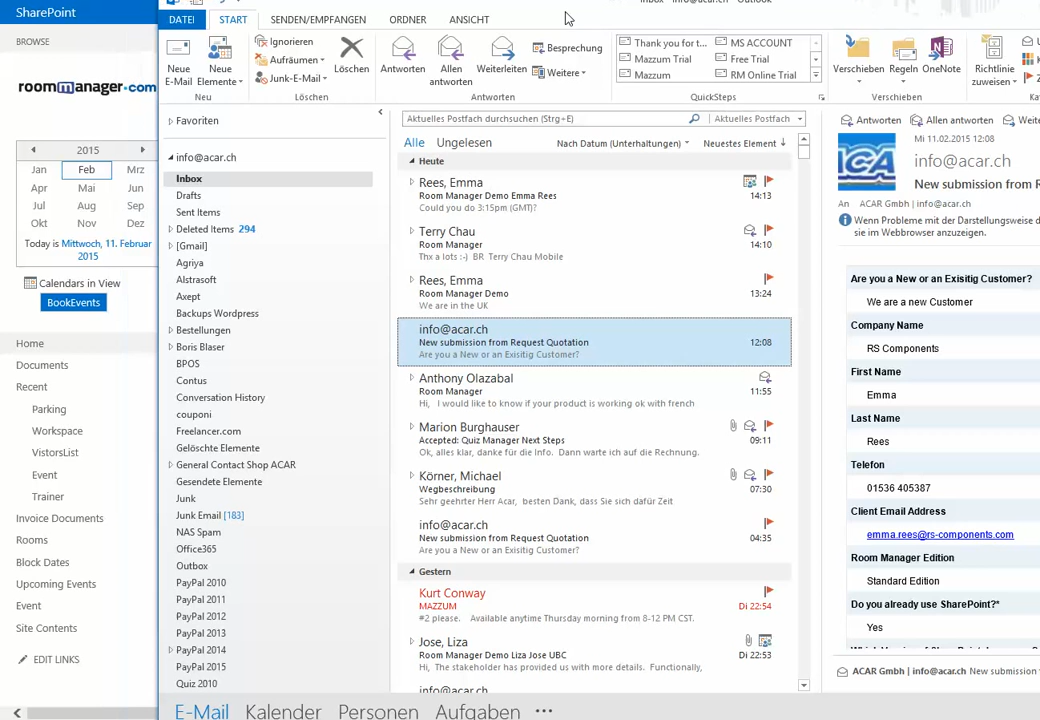 SharePoint
BROWSE
roommanager.com
2015
Jan Feb Mrz
Apr Mai Jun
Jul Aug Sep
Okt Nov Dez
Today is Mittwoch, 11. Februar
2015
Calendars in View
BookEvents
Home
Documents
Recent
Parking
Workspace
VistorsList
Event
Trainer
Invoice Documents
Rooms
Block Dates
Upcoming Events
Event
Site Contents
EDIT LINKS
DATEI START SENDEN/EMPFANGEN ORDNER ANSICHT
Neue
E-Mail
Neue
Elemente
Neu
Ignorieren
Aufräumen
Junk-E-Mail
Löschen
Löschen
Antworten
Allen
antworten
Weiterleiten
Besprechung
Weitere
Antworten
Thank you for t...
Mazzum Trial
Mazzum
MS ACCOUNT
Free Trial
RM Online Trial
QuickSteps
Verschieben
Regeln
OneNote
Verschieben
Richtlinie
zuweisen
Favoriten
info@acar.ch
Inbox
Drafts
Sent Items
Deleted Items 294
[Gmail]
Agriya
Alstrasoft
Axept
Backups Wordpress
Bestellungen
Boris Blaser
BPOS
Contus
Conversation History
couponi
Freelancer.com
Gelöschte Elemente
General Contact Shop ACAR
Gesendete Elemente
Junk
Junk Email [183]
NAS Spam
Office365
Outbox
PayPal 2010
PayPal 2011
PayPal 2012
PayPal 2013
PayPal 2014
PayPal 2015
Quiz 2010
Aktuelles Postfach durchsuchen (Strg+E) Aktuelles Postfach
Alle Ungelesen Nach Datum (Unterhaltungen) Neuestes Element
Heute
Rees, Emma
Room Manager Demo Emma Rees 14:13
Could you do 3:15pm (GMT)?
Terry Chau
Room Manager 14:10
Thx a lots :-) BR Terry Chau Mobile
Rees, Emma
Room Manager Demo 13:24
We are in the UK
info@acar.ch
New submission from Request Quotation 12:08
Are you a New or an Exisitig Customer?
Anthony Olazabal
Room Manager 11:55
Hi, I would like to know if your product is working ok with french
Marion Burghauser
Accepted: Quiz Manager Next Steps 09:11
Ok, alles klar, danke für die Info. Dann warte ich auf die Rechnung.
Körner, Michael
Wegbeschreibung 07:30
Sehr geehrter Herr Acar, besten Dank, dass Sie sich dafür Zeit
info@acar.ch
New submission from Request Quotation 04:35
Are you a New or an Exisitig Customer?
Gestern
Kurt Conway
MAZZUM Di 22:54
#2 please. Available anytime Thursday morning from 8-12 PM CST.
Jose, Liza
Room Manager Demo Liza Jose UBC Di 22:53
Hi, The stakeholder has provided us with more details. Functionally,
info@acar.ch
Antworten Allen antworten
Mi 11.02.2015 12:08
info@acar.ch
New submission from R
An ACAR Gmbh | info@acar.ch
Wenn Probleme mit der Darstellungsweise d
sie im Webbrowser anzuzeigen.
Are you a New or an Exisitig Customer?
We are a new Customer
Company Name
RS Components
First Name
Emma
Last Name
Rees
Telefon
01536 405387
Client Email Address
emma.rees@rs-components.com
Room Manager Edition
Standard Edition
Do you already use SharePoint?*
Yes
ACAR Gmbh | info@acar.ch New submission
E-Mail Kalender Personen Aufgaben ...